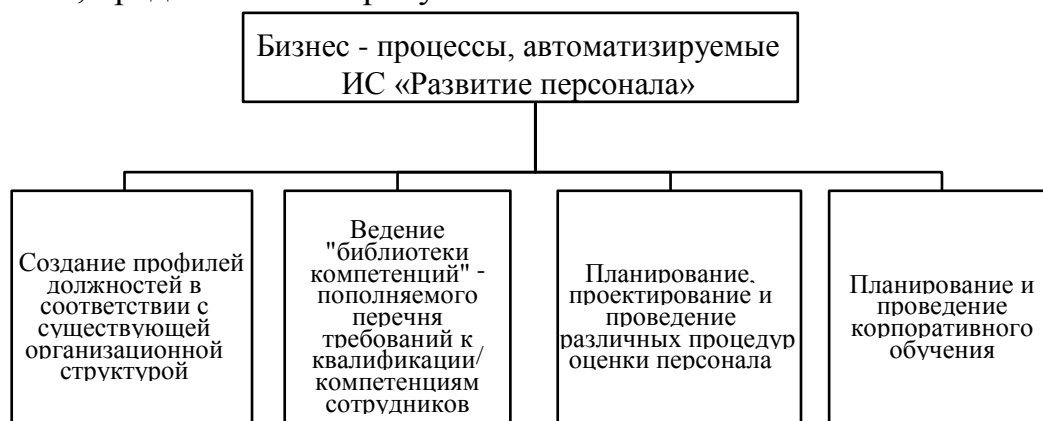 Бизнес - процессы, автоматизируемые
ИС «Развитие персонала»
Создание профилей
должностей в
соответствии с
существующей
организационной
структурой
Ведение
"библиотеки
компетенций" -
пополняемого
перечня
требований к
квалификации/
компетенциям
сотрудников
Планирование,
проектирование и
проведение
различных процедур
оценки персонала
Планирование и
проведение
корпоративного
обучения